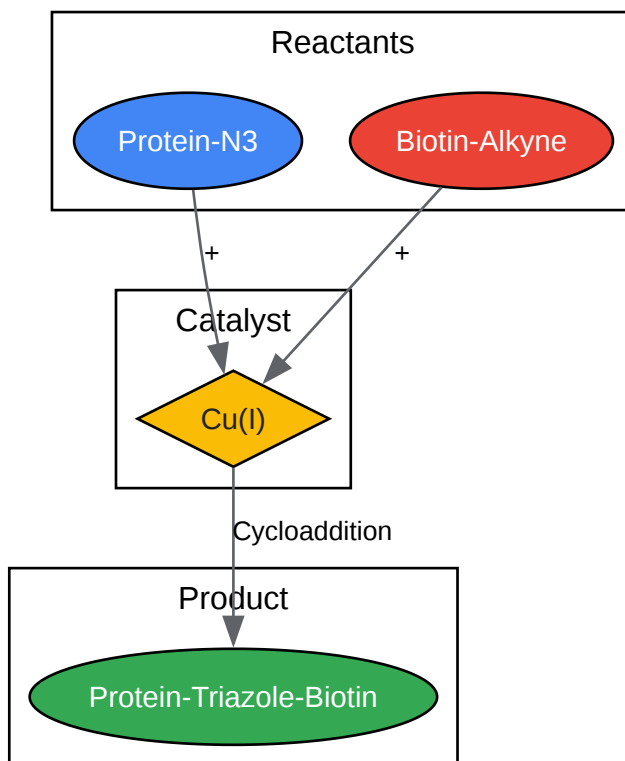 Reactants
Protein-N3
Biotin-Alkyne
+
+
Catalyst
Cu(I)
Cycloaddition
Product
Protein-Triazole-Biotin